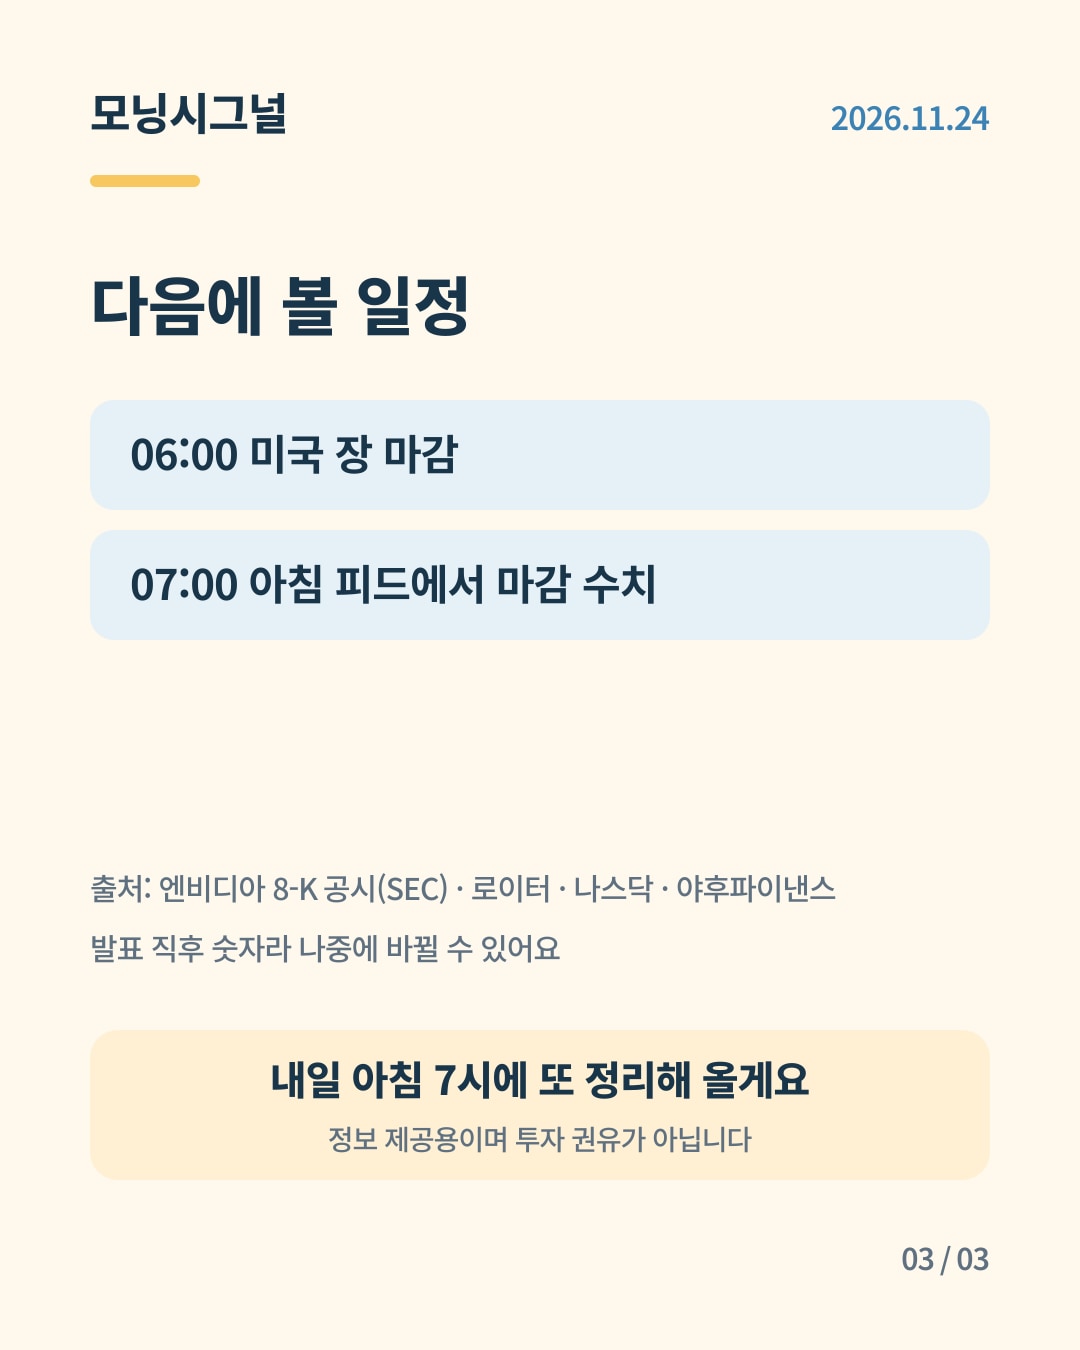 모닝시그널
2026.11.24
다음에 볼 일정
06:00 미국 장 마감
07:00 아침 피드에서 마감 수치
출처: 엔비디아 8-K 공시(SEC) · 로이터 · 나스닥 · 야후파이낸스
발표 직후 숫자라 나중에 바뀔 수 있어요
내일 아침 7시에 또 정리해 올게요
정보 제공용이며 투자 권유가 아닙니다
03 / 03